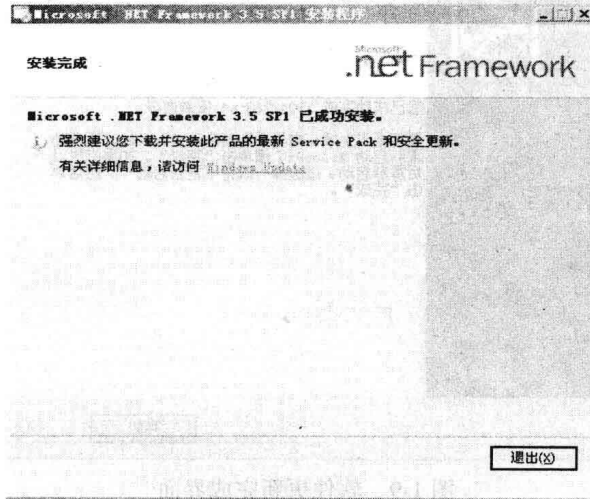 Microsoft .NET Framework 3.5 SP1 安装程序
安装完成
Microsoft
.net Framework
Microsoft .NET Framework 3.5 SP1 已成功安装。
强烈建议您下载并安装此产品的最新 Service Pack 和安全更新。
有关详细信息，请访问 Windows Update
退出(X)